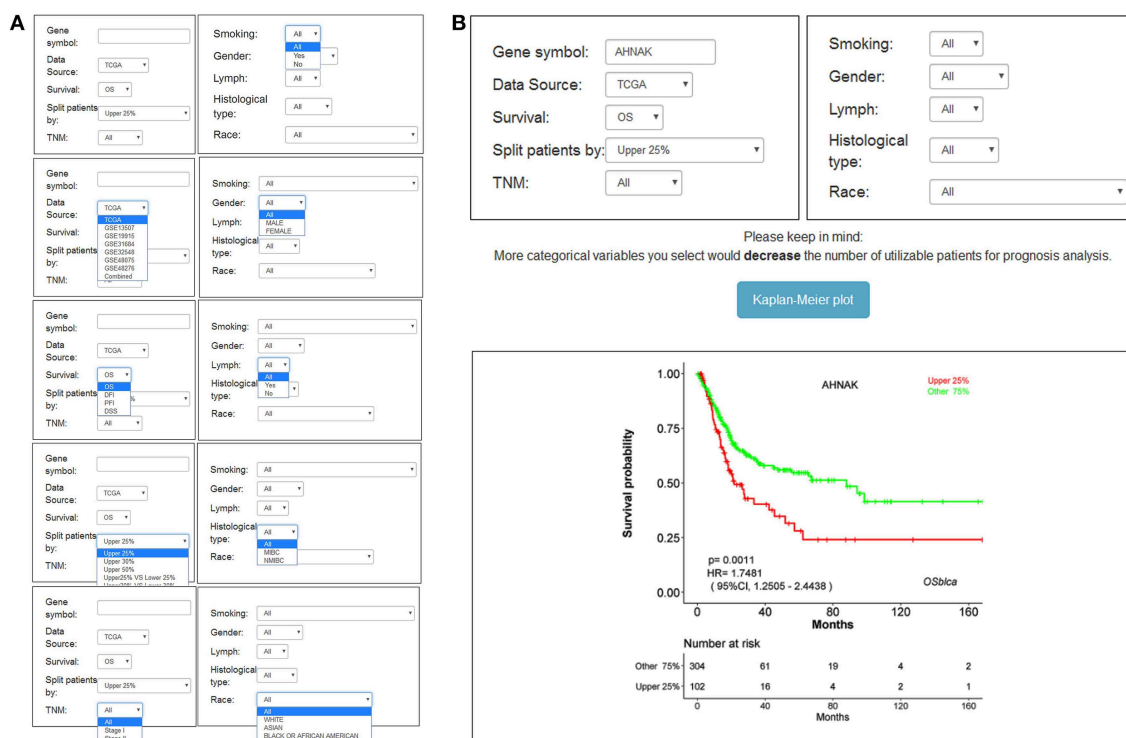 A
Gene symbol:
Data Source: TCGA
Survival: OS
Split patients by: Upper 25%
TNM: All
Smoking: All
All
Yes
No
Gender:
Lymph: All
Histological type: All
Race: All
Gene symbol:
Data Source: TCGA
TCGA
GSE13507
GSE19915
GSE31684
GSE32548
GSE48075
GSE48276
Combined
Survival:
Split patients by:
TNM:
Smoking: All
Gender: All
All
MALE
FEMALE
Lymph:
Histological type: All
Race: All
Gene symbol:
Data Source: TCGA
Survival: OS
OS
DFI
PFI
DSS
Split patients by:
TNM: All
Smoking: All
Gender: All
Lymph: All
All
Yes
No
Histological type:
Race: All
Gene symbol:
Data Source: TCGA
Survival: OS
Split patients by: Upper 25%
Upper 25%
Upper 30%
Upper 50%
Upper25% VS Lower 25%
TNM:
Smoking: All
Gender: All
Lymph: All
Histological type: All
All
MIBC
NMIBC
Race:
Gene symbol:
Data Source: TCGA
Survival: OS
Split patients by: Upper 25%
TNM: All
All
Stage I
Smoking: All
Gender: All
Lymph: All
Histological type: All
Race: All
All
WHITE
ASIAN
BLACK OR AFRICAN AMERICAN
B
Gene symbol: AHNAK
Data Source: TCGA
Survival: OS
Split patients by: Upper 25%
TNM: All
Smoking: All
Gender: All
Lymph: All
Histological type: All
Race: All
Please keep in mind:
More categorical variables you select would decrease the number of utilizable patients for prognosis analysis.
Kaplan-Meier plot
AHNAK
Upper 25%
Other 75%
Survival probability
1.00
0.75
0.50
0.25
0.00
p= 0.0011
HR= 1.7481
( 95%CI, 1.2505 - 2.4438 )
OSblca
0 40 80 120 160
Months
Number at risk
Other 75% 304 61 19 4 2
Upper 25% 102 16 4 2 1
0 40 80 120 160
Months